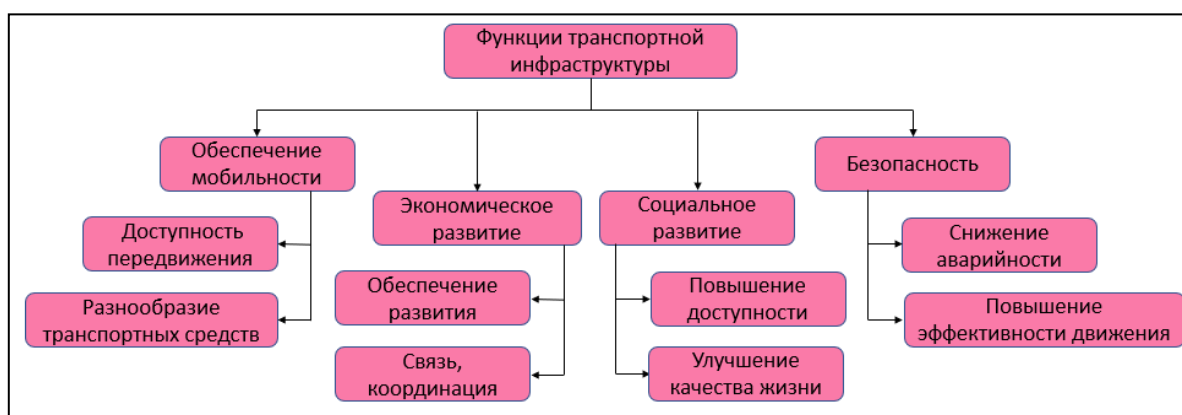 Функции транспортной
инфраструктуры
Обеспечение
мобильности
Безопасность
Экономическое
развитие
Социальное
развитие
Доступность
передвижения
Снижение
аварийности
Обеспечение
развития
Повышение
доступности
Разнообразие
транспортных средств
Повышение
эффективности движения
Связь,
координация
Улучшение
качества жизни